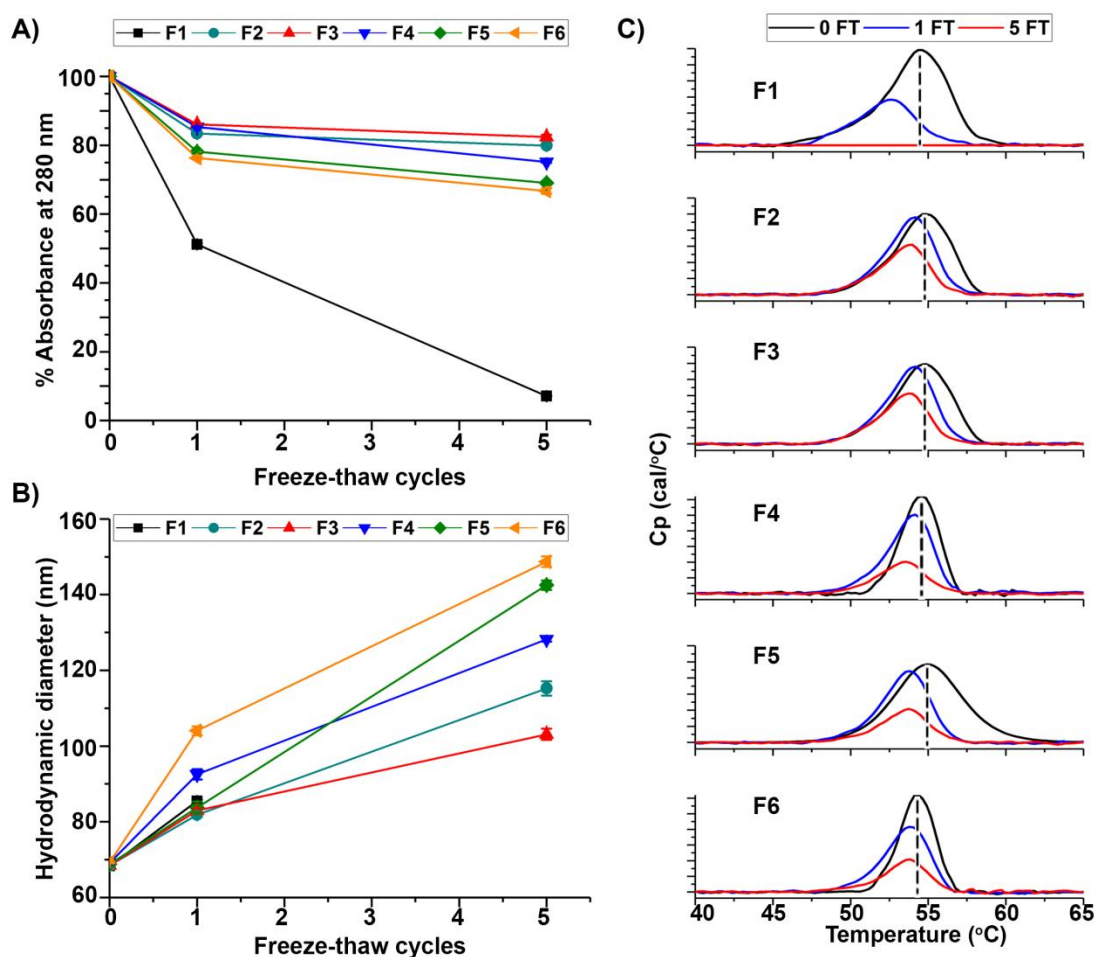 A)
F1 F2 F3 F4 F5 F6
100
80
60
40
20
0
% Absorbance at 280 nm
0 1 2 3 4 5
Freeze-thaw cycles
B)
F1 F2 F3 F4 F5 F6
160
140
120
100
80
60
Hydrodynamic diameter (nm)
0 1 2 3 4 5
Freeze-thaw cycles
C)
0 FT 1 FT 5 FT
F1
F2
F3
F4
F5
F6
Cp (cal/°C)
40 45 50 55 60 65
Temperature (°C)